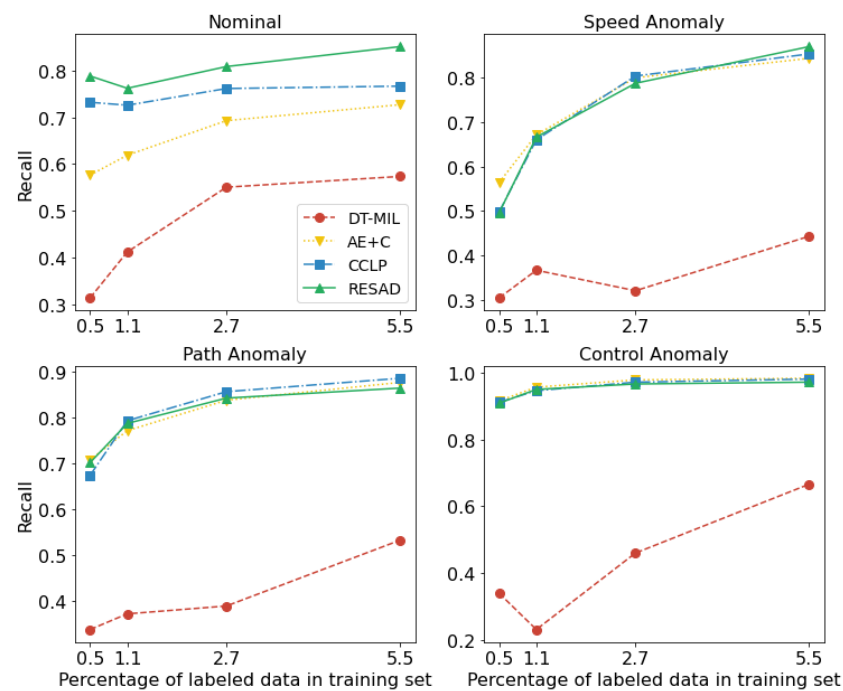 Nominal
Speed Anomaly
Recall
0.8
0.7
0.6
0.5
0.4
0.3
0.5 1.1 2.7 5.5
DT-MIL
AE+C
CCLP
RESAD
0.8
0.7
0.6
0.5
0.4
0.3
0.5 1.1 2.7 5.5
Path Anomaly
Control Anomaly
Recall
0.9
0.8
0.7
0.6
0.5
0.4
0.5 1.1 2.7 5.5
Percentage of labeled data in training set
1.0
0.8
0.6
0.4
0.2
0.5 1.1 2.7 5.5
Percentage of labeled data in training set